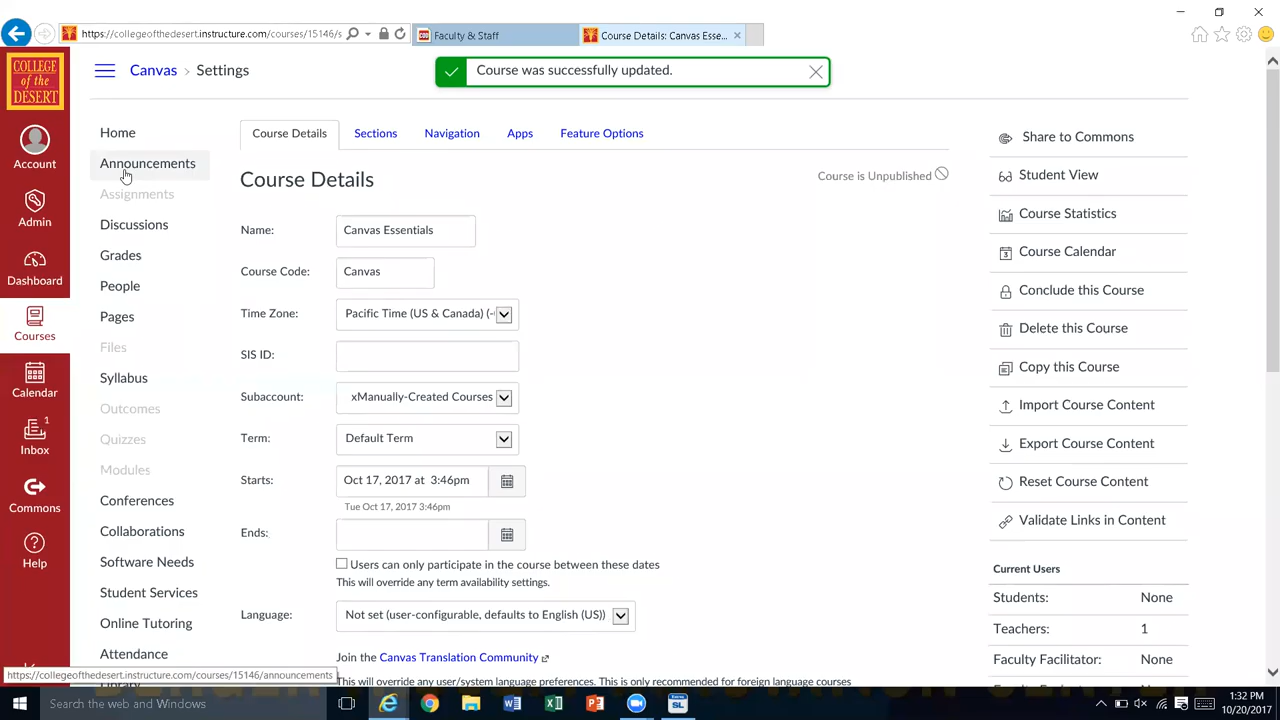 https://collegeofthedesert.instructure.com/courses/15146/s
COD Faculty & Staff
Course Details: Canvas Esse...
COLLEGE
of the
DESERT
Canvas > Settings
Course was successfully updated.
Account
Admin
Dashboard
Courses
Calendar
1
Inbox
Commons
Help
Home
Announcements
Assignments
Discussions
Grades
People
Pages
Files
Syllabus
Outcomes
Quizzes
Modules
Conferences
Collaborations
Software Needs
Student Services
Online Tutoring
Attendance
Course Details
Sections
Navigation
Apps
Feature Options
Course Details
Course is Unpublished
Name: Canvas Essentials
Course Code: Canvas
Time Zone: Pacific Time (US & Canada) (-
SIS ID:
Subaccount: xManually-Created Courses
Term: Default Term
Starts: Oct 17, 2017 at 3:46pm
Tue Oct 17, 2017 3:46pm
Ends:
Users can only participate in the course between these dates
This will override any term availability settings.
Language: Not set (user-configurable, defaults to English (US))
Join the Canvas Translation Community
This will override any user/system language preferences. This is only recommended for foreign language courses
Share to Commons
Student View
Course Statistics
3
Course Calendar
Conclude this Course
Delete this Course
Copy this Course
Import Course Content
Export Course Content
Reset Course Content
Validate Links in Content
Current Users
Students: None
Teachers: 1
Faculty Facilitator: None
https://collegeofthedesert.instructure.com/courses/15146/announcements
Search the web and Windows
SL
1:32 PM
10/20/2017